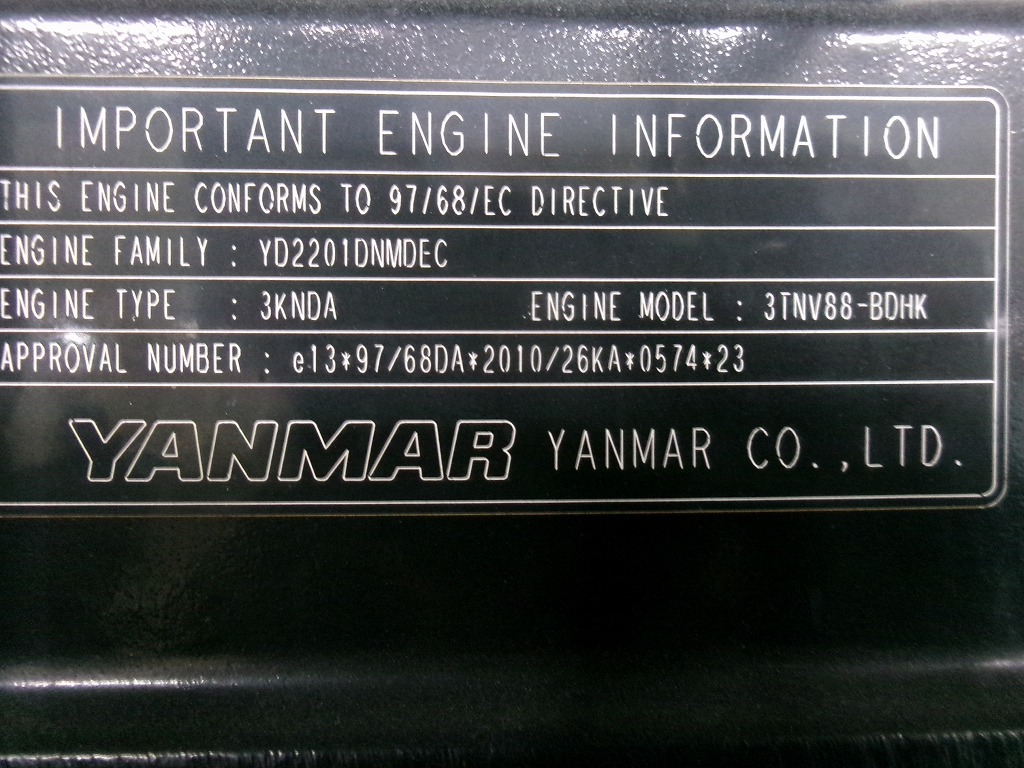 IMPORTANT ENGINE INFORMATION
THIS ENGINE CONFORMS TO 97/68/EC DIRECTIVE
ENGINE FAMILY : YD2201DNMDEC
ENGINE TYPE : 3KNDA ENGINE MODEL : 3TNV88-BDHK
APPROVAL NUMBER : e13*97/68DA*2010/26KA*0574*23
YANMAR YANMAR CO.,LTD.